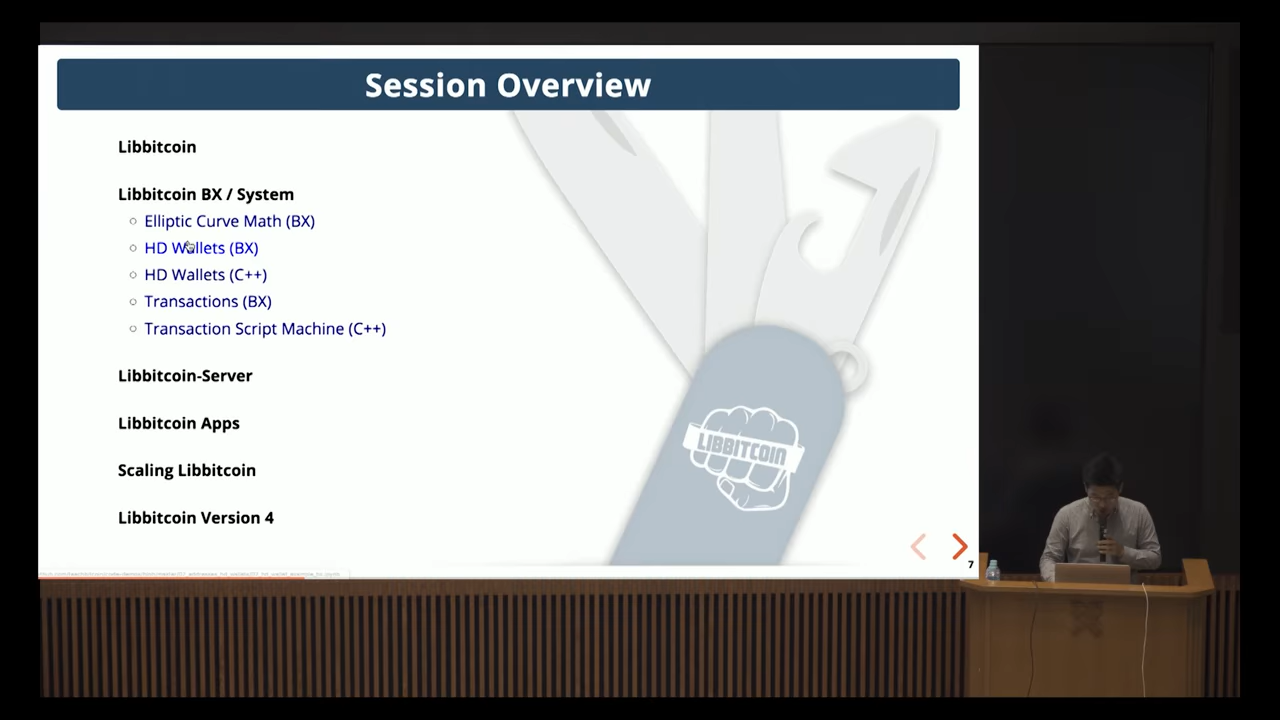 Session Overview
Libbitcoin
Libbitcoin BX / System
Elliptic Curve Math (BX)
HD Wallets (BX)
HD Wallets (C++)
Transactions (BX)
Transaction Script Machine (C++)
Libbitcoin-Server
Libbitcoin Apps
Scaling Libbitcoin
Libbitcoin Version 4
LIBBITCOIN
7